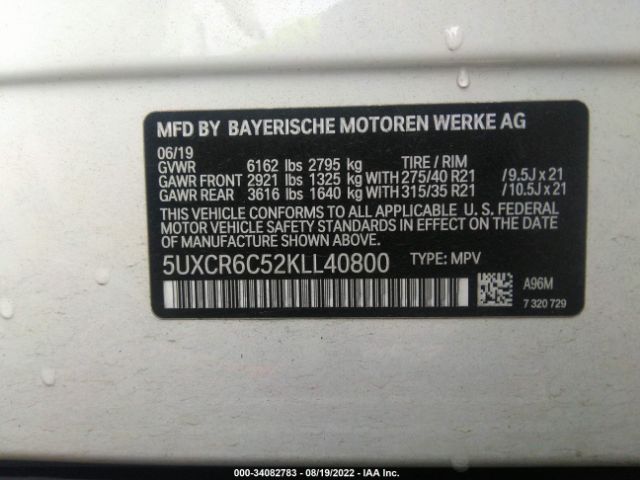 MFD BY BAYERISCHE MOTOREN WERKE AG
06/19
GVWR 6162 lbs 2795 kg TIRE / RIM
GAWR FRONT 2921 lbs 1325 kg WITH 275/40 R21 /9.5J x 21
GAWR REAR 3616 lbs 1640 kg WITH 315/35 R21 /10.5J x 21
THIS VEHICLE CONFORMS TO ALL APPLICABLE U. S. FEDERAL
MOTOR VEHICLE SAFETY STANDARDS IN EFFECT ON THE DATE
OF MANUFACTURE SHOWN ABOVE.
5UXCR6C52KLL40800 TYPE: MPV
A96M
7 320 729
000-34082783 - 08/19/2022 - IAA Inc.